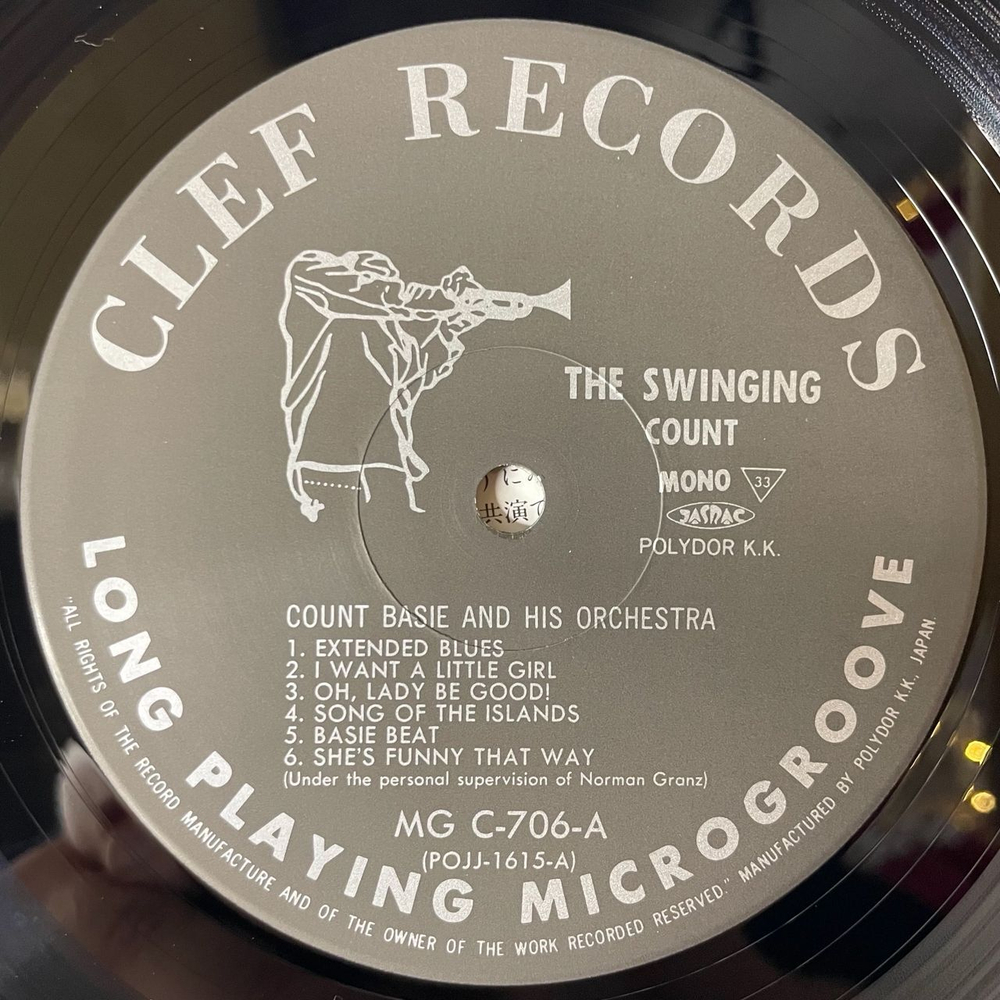 CLEF RECORDS
THE SWINGING
COUNT
MONO 33
JASRAC
POLYDOR K.K.
共演
COUNT BASIE AND HIS ORCHESTRA
1. EXTENDED BLUES
2. I WANT A LITTLE GIRL
3. OH, LADY BE GOOD!
4. SONG OF THE ISLANDS
5. BASIE BEAT
6. SHE'S FUNNY THAT WAY
(Under the personal supervision of Norman Granz)
MG C-706-A
(POJJ-1615-A)
LONG PLAYING MICROGROOVE
"ALL RIGHTS OF THE RECORD MANUFACTURE AND OF THE OWNER OF THE WORK RECORDED RESERVED." MANUFACTURED BY POLYDOR K.K. JAPAN.